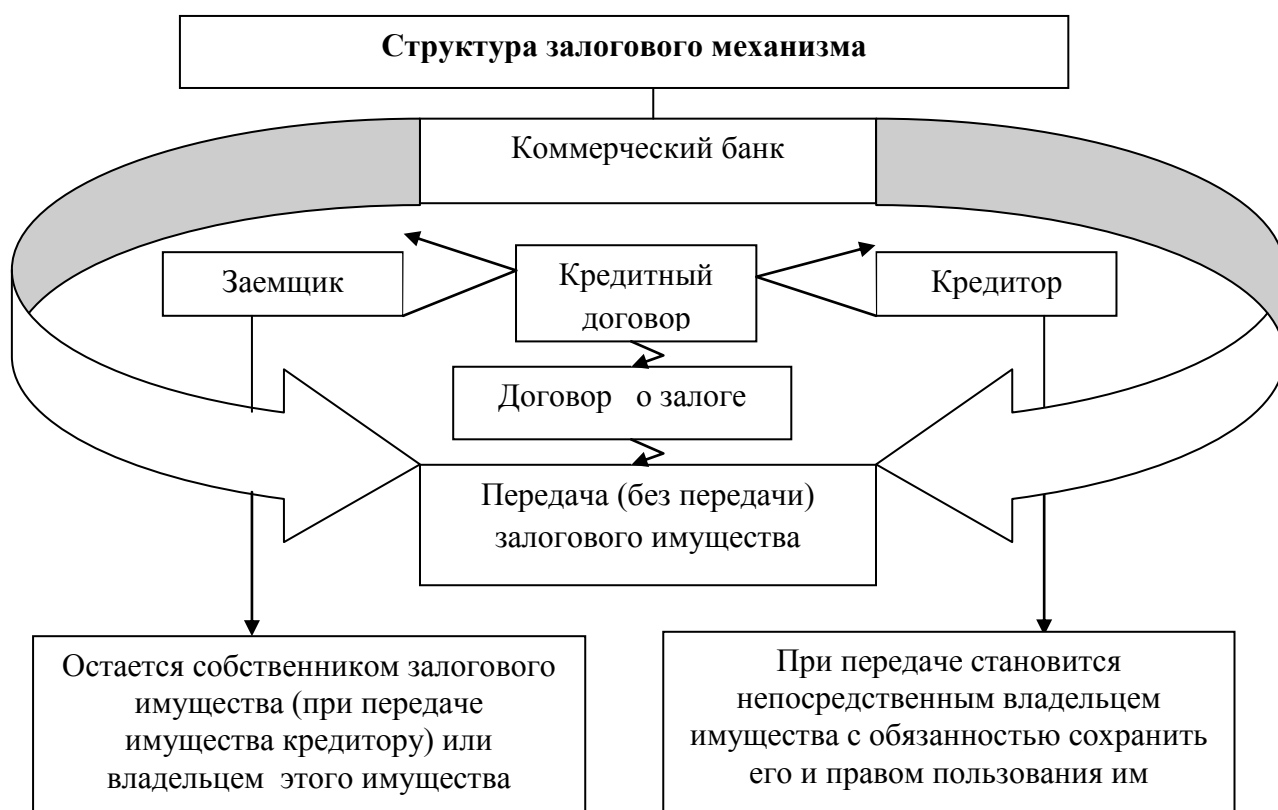 Структура залогового механизма
Коммерческий банк
Заемщик
Кредитный
договор
Кредитор
Договор о залоге
Передача (без передачи)
залогового имущества
Остается собственником залогового
имущества (при передаче
имущества кредитору) или
владельцем этого имущества
При передаче становится
непосредственным владельцем
имущества с обязанностью сохранить
его и правом пользования им